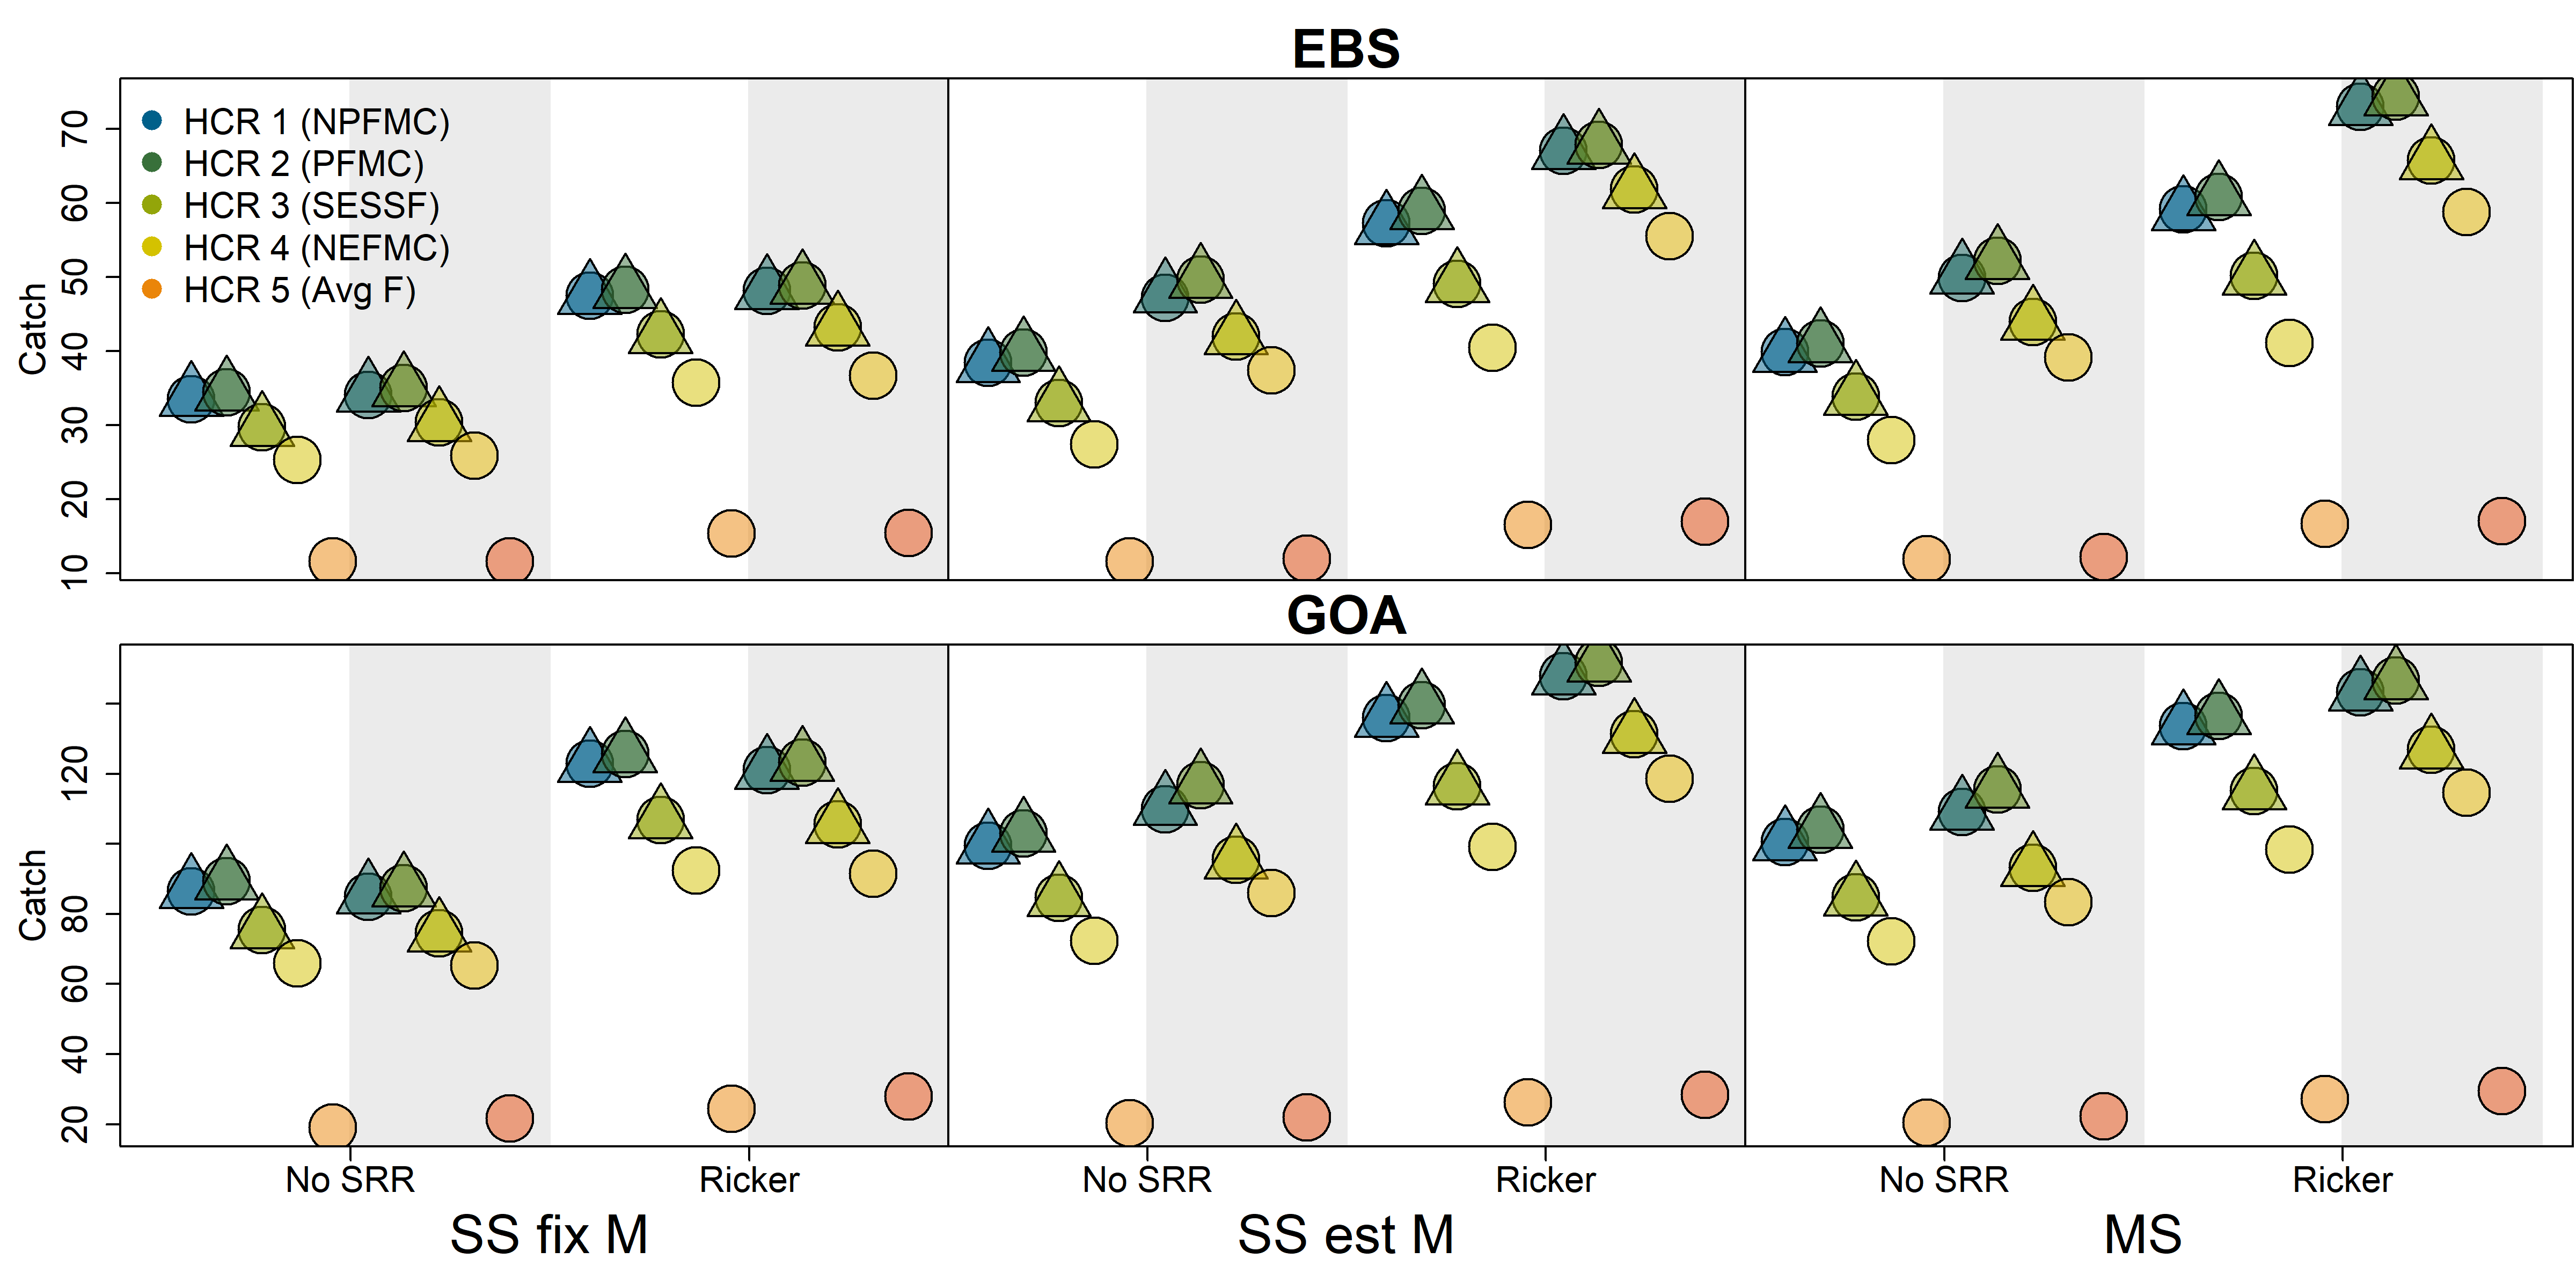 EBS
HCR 1 (NPFMC)
HCR 2 (PFMC)
HCR 3 (SESSF)
HCR 4 (NEFMC)
HCR 5 (Avg F)
Catch
70
60
50
40
30
20
10
GOA
Catch
120
80
60
40
20
No SRR
Ricker
No SRR
Ricker
No SRR
Ricker
SS fix M
SS est M
MS